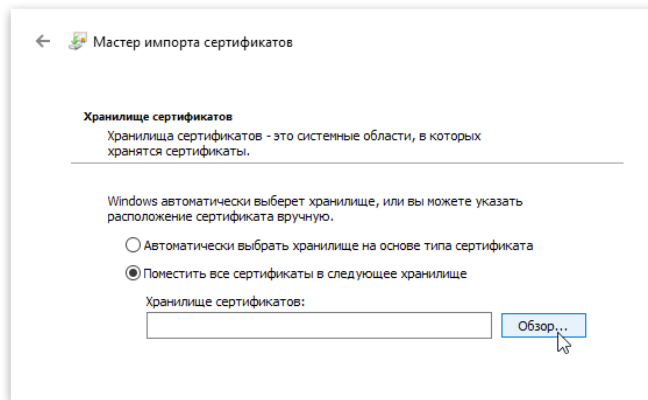 Мастер импорта сертификатов
Хранилище сертификатов
Хранилища сертификатов - это системные области, в которых
хранятся сертификаты.
Windows автоматически выберет хранилище, или вы можете указать
расположение сертификата вручную.
Автоматически выбрать хранилище на основе типа сертификата
Поместить все сертификаты в следующее хранилище
Хранилище сертификатов:
Обзор...